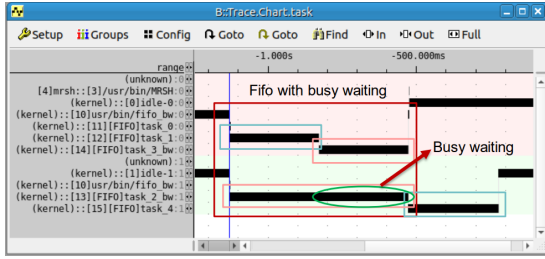 B::Trace.Chart.task
Setup Groups Config Goto Goto Find In Out Full
-1.000s -500.000ms
range
(unknown):0
[4]mrsh::[3]/usr/bin/MRSH:0
(kernel)::[0]idle-0:0
(kernel)::[10]usr/bin/fifo_bw:0
(kernel)::[11][FIFO]task_0:0
(kernel)::[12][FIFO]task_1:0
(kernel)::[14][FIFO]task_3_bw:0
(unknown):1
(kernel)::[1]idle-1:1
(kernel)::[10]usr/bin/fifo_bw:1
(kernel)::[13][FIFO]task_2_bw:1
(kernel)::[15][FIFO]task_4:1
Fifo with busy waiting
Busy waiting